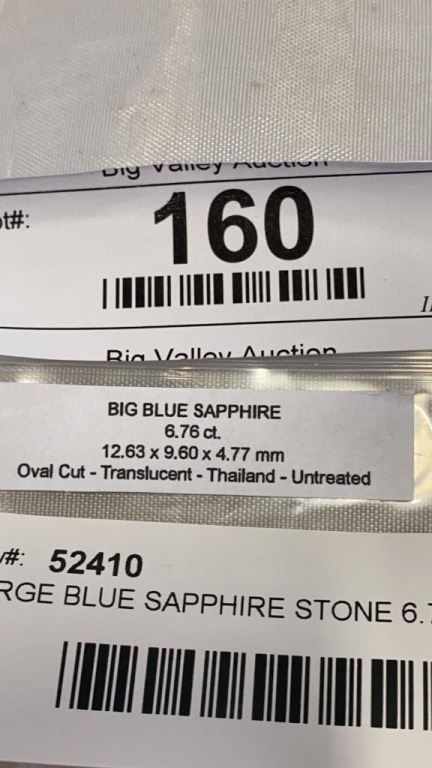 Big Valley Auction
ot#: 160
Big Valley Auction
BIG BLUE SAPPHIRE
6.76 ct.
12.63 x 9.60 x 4.77 mm
Oval Cut - Translucent - Thailand - Untreated
#: 52410
RGE BLUE SAPPHIRE STONE 6.7